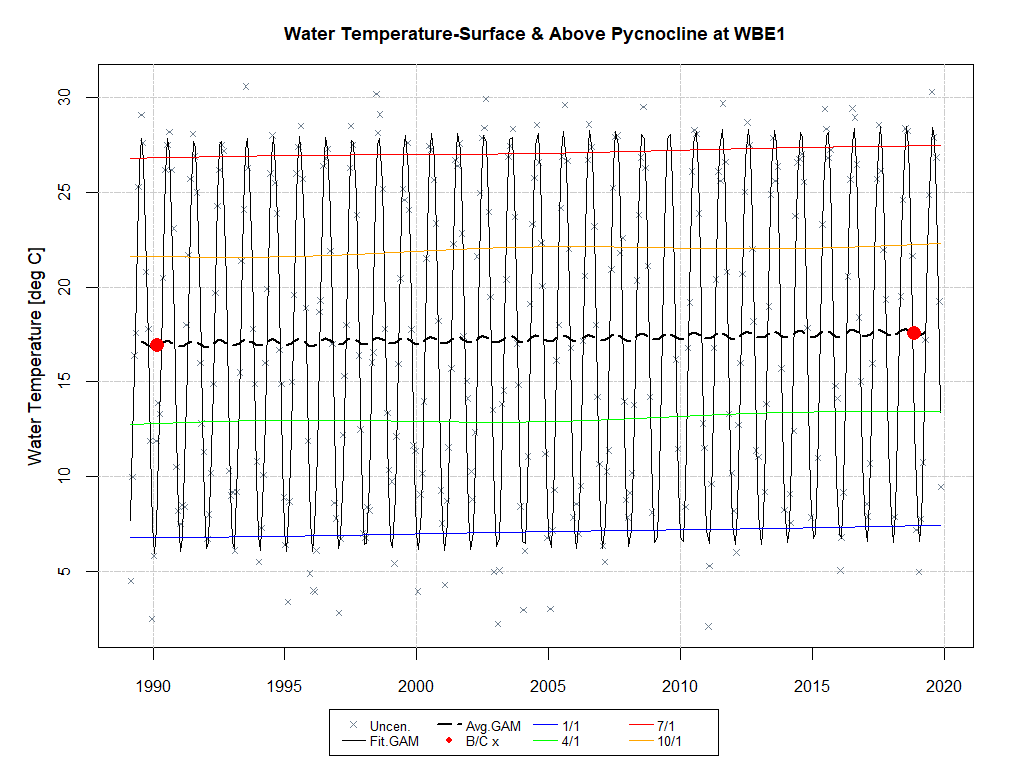 Water Temperature-Surface & Above Pycnocline at WBE1
Water Temperature [deg C]
30
25
20
15
10
5
1990 1995 2000 2005 2010 2015 2020
Uncen. Avg.GAM 1/1 7/1
Fit.GAM B/C x 4/1 10/1